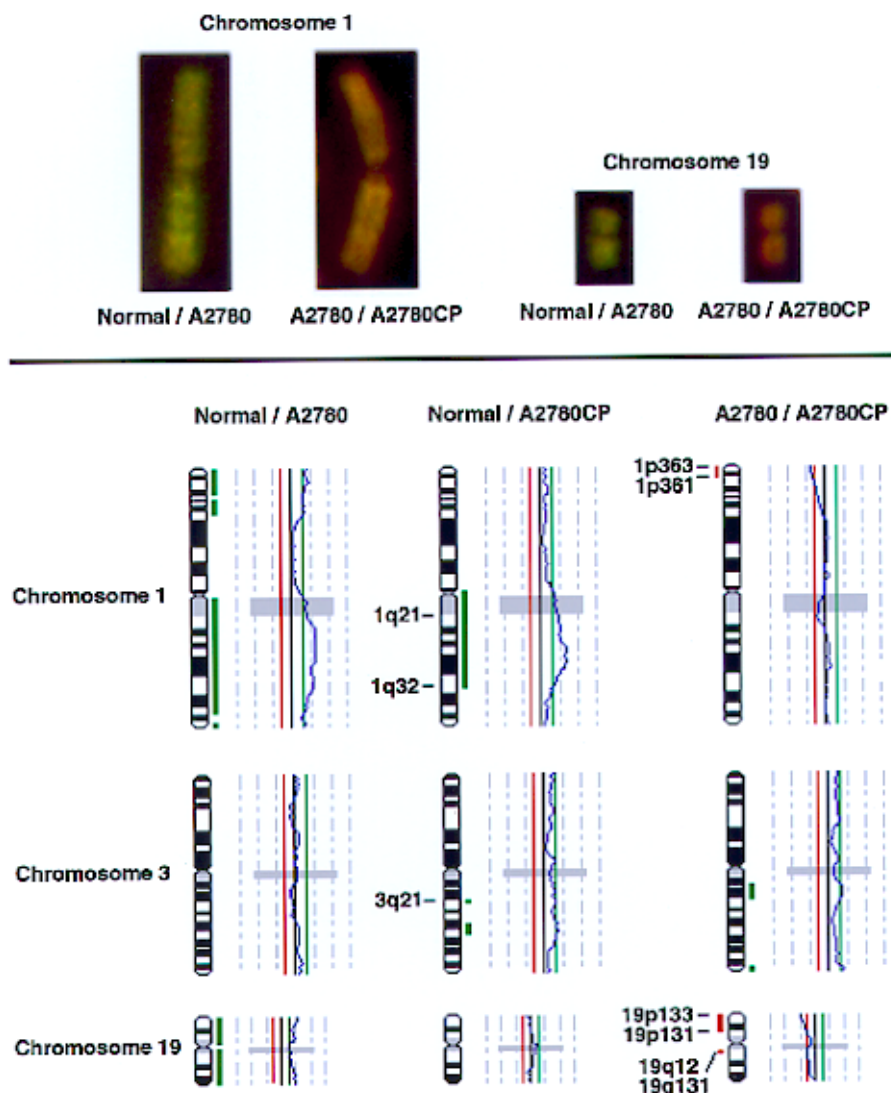 Chromosome 1
Chromosome 19
Normal / A2780
A2780 / A2780CP
Normal / A2780
A2780 / A2780CP
Normal / A2780
Normal / A2780CP
A2780 / A2780CP
Chromosome 1
1q21
1q32
1p363
1p361
Chromosome 3
3q21
Chromosome 19
19p133
19p131
19q12
19q131